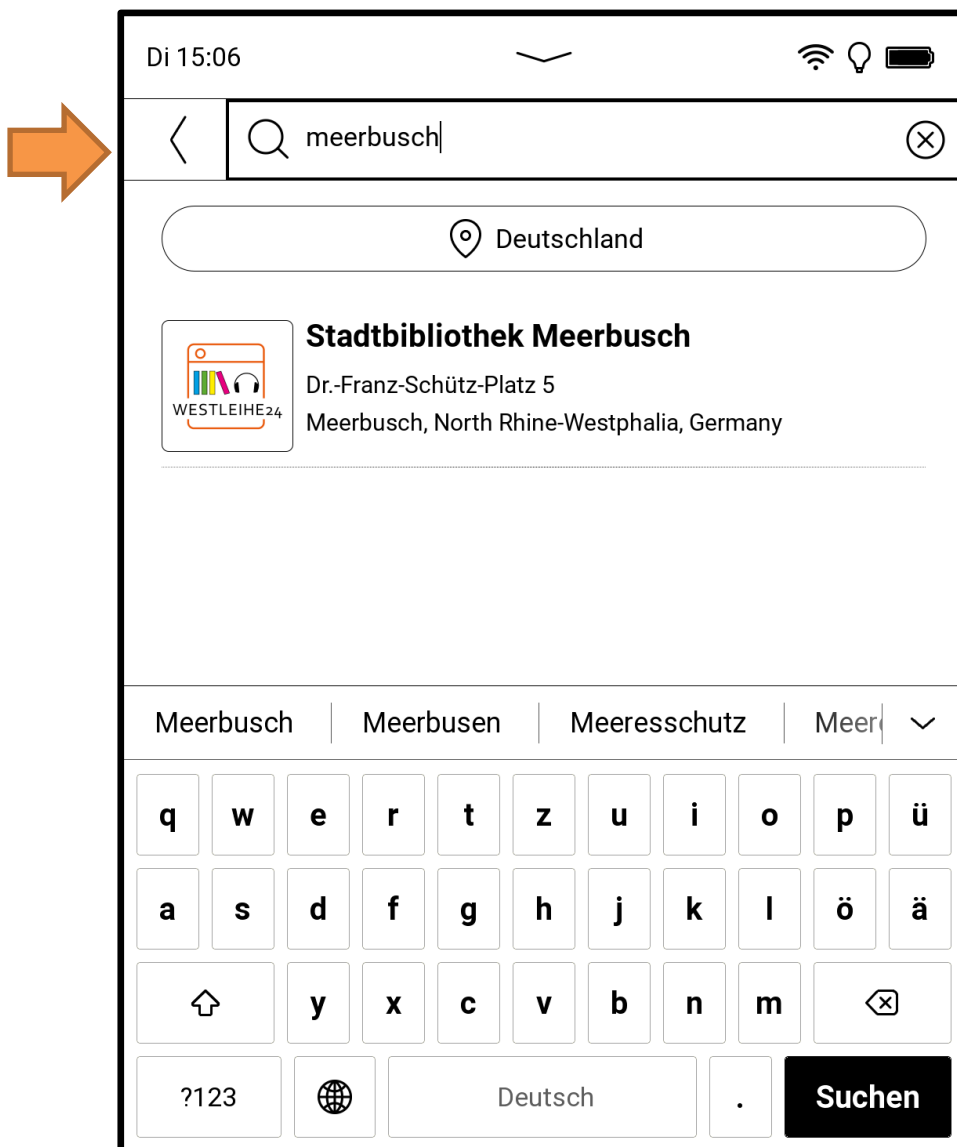 Di 15:06
meerbusch
Deutschland
Stadtbibliothek Meerbusch
Dr.-Franz-Schütz-Platz 5
WESTLEIHE24
Meerbusch, North Rhine-Westphalia, Germany
Meerbusch Meerbusen Meeresschutz
q w e r t z u i o p ü
a s d f g h j k l ö ä
y x c v b n m
?123 Deutsch . Suchen